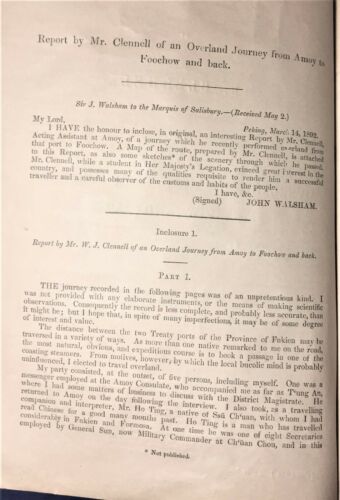 Report by Mr. Clennell of an Overland Journey from Amoy to
Foochow and back.
Sir J. Walsham to the Marquis of Salisbury.—(Received May 2.)
My Lord, Peking, March 14, 1892.
I HAVE the honour to inclose, in original, an interesting Report by Mr. Clennell,
Acting Assistant at Amoy, of a journey which he recently performed overland from
that port to Foochow. A Map of the route, prepared by Mr. Clennell, is attached
to this Report, as also some sketches* of the scenery through which he passed.
Mr. Clennell, while a student in Her Majesty's Legation, evinced great interest in the
country, and possesses many of the qualities requisite to render him a successful
traveller and a careful observer of the customs and habits of the people.
I have, &c.
(Signed) JOHN WALSHAM.
Inclosure 1.
Report by Mr. W. J. Clennell of an Overland Journey from Amoy to Foochow and back.
PART I.
THE journey recorded in the following pages was of an unpretentious kind. I
was not provided with any elaborate instruments, or the means of making scientific
observations. Consequently the record is less complete, and probably less accurate, than
it might be; but I hope that, in spite of many imperfections, it may be of some degree
of interest and value.
The distance between the two Treaty ports of the Province of Fukien may be
traversed in a variety of ways. As more than one native remarked to me on the road,
the most natural, obvious, and expeditious course is to book a passage in one of the
coasting steamers. From motives, however, by which the local bucolic mind is probably
uninfluenced, I elected to travel overland.
My party consisted, at the outset, of five persons, including myself. One was a
messenger employed at the Amoy Consulate, who accompanied me as far as T'ung An,
where I had some matters of business to discuss with the District Magistrate. He
returned to Amoy on the day following the interview. I also took, as a travelling
companion and interpreter, Mr. Ho Ting, a native of Ssŭ Ch'uan, with whom I had
read Chinese for a good many months past. Ho Ting is a man who has travelled
considerably in Fukien and Formosa. At one time he was one of eight Secretaries
employed by General Sun, now Military Commander at Ch'üan Chou, and in this
* Not published.